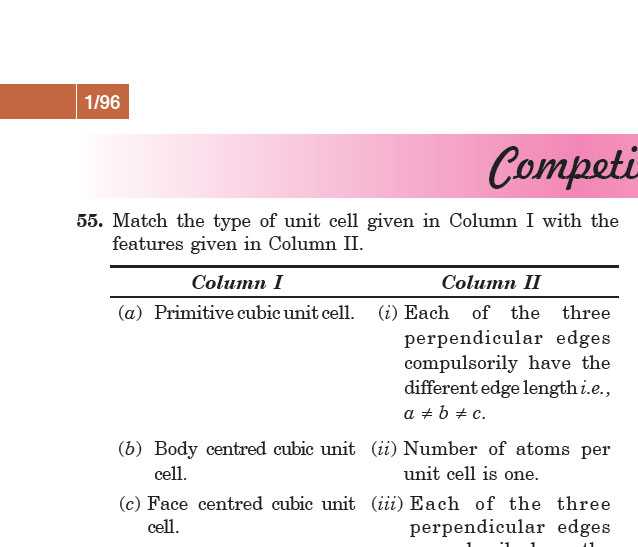 1/96
Competi
55. Match the type of unit cell given in Column I with the
features given in Column II.
Column I Column II
(a) Primitive cubic unit cell. (i) Each of the three
perpendicular edges
compulsorily have the
different edge length i.e.,
a ≠ b ≠ c.
(b) Body centred cubic unit (ii) Number of atoms per
cell. unit cell is one.
(c) Face centred cubic unit (iii) Each of the three
cell. perpendicular edges